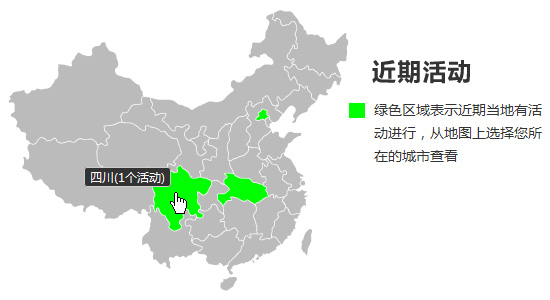 近期活动
绿色区域表示近期当地有活
动进行，从地图上选择您所
在的城市查看
四川(1个活动)